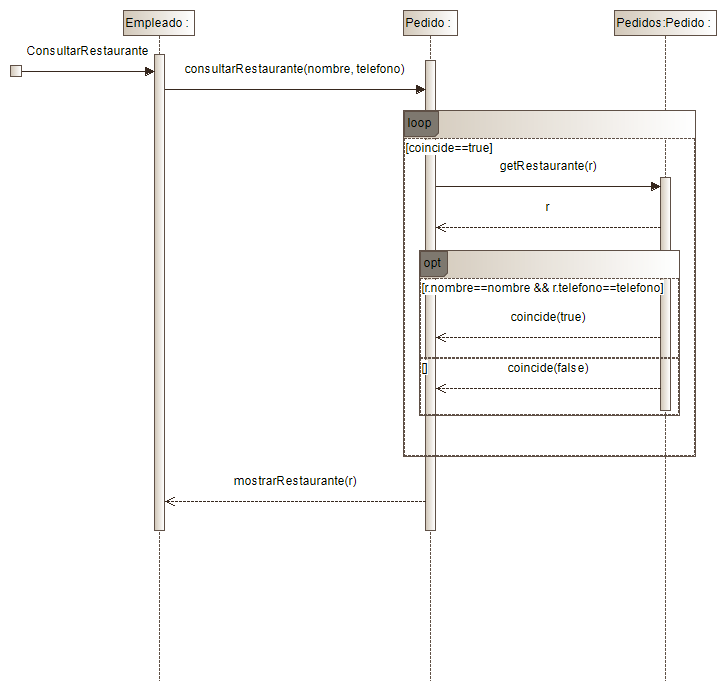 Empleado :
Pedido :
Pedidos:Pedido :
ConsultarRestaurante
consultarRestaurante(nombre, telefono)
loop
[coincide==true]
getRestaurante(r)
r
opt
[r.nombre==nombre && r.telefono==telefono]
coincide(true)
[]
coincide(false)
mostrarRestaurante(r)